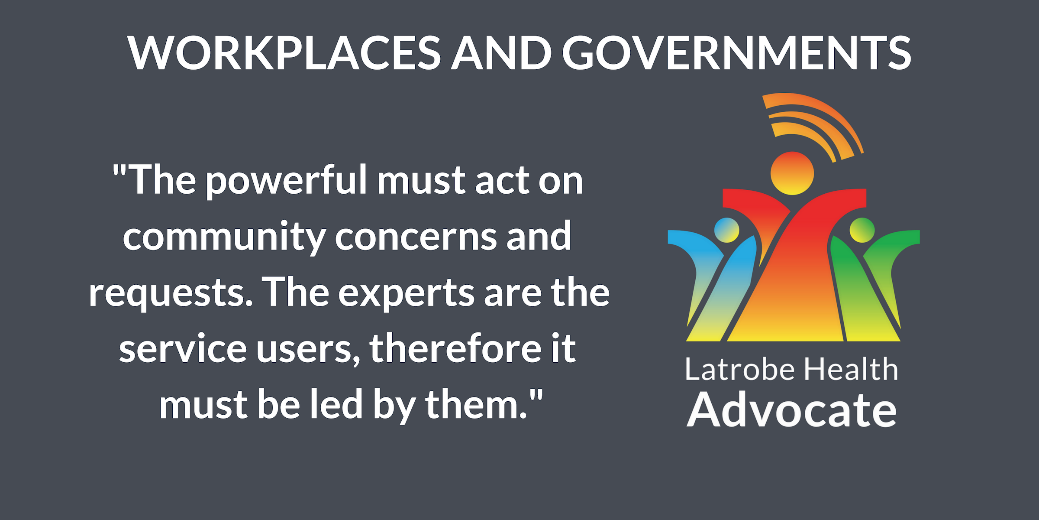 WORKPLACES AND GOVERNMENTS
"The powerful must act on
community concerns and
requests. The experts are the
service users, therefore it
must be led by them."
Latrobe Health
Advocate